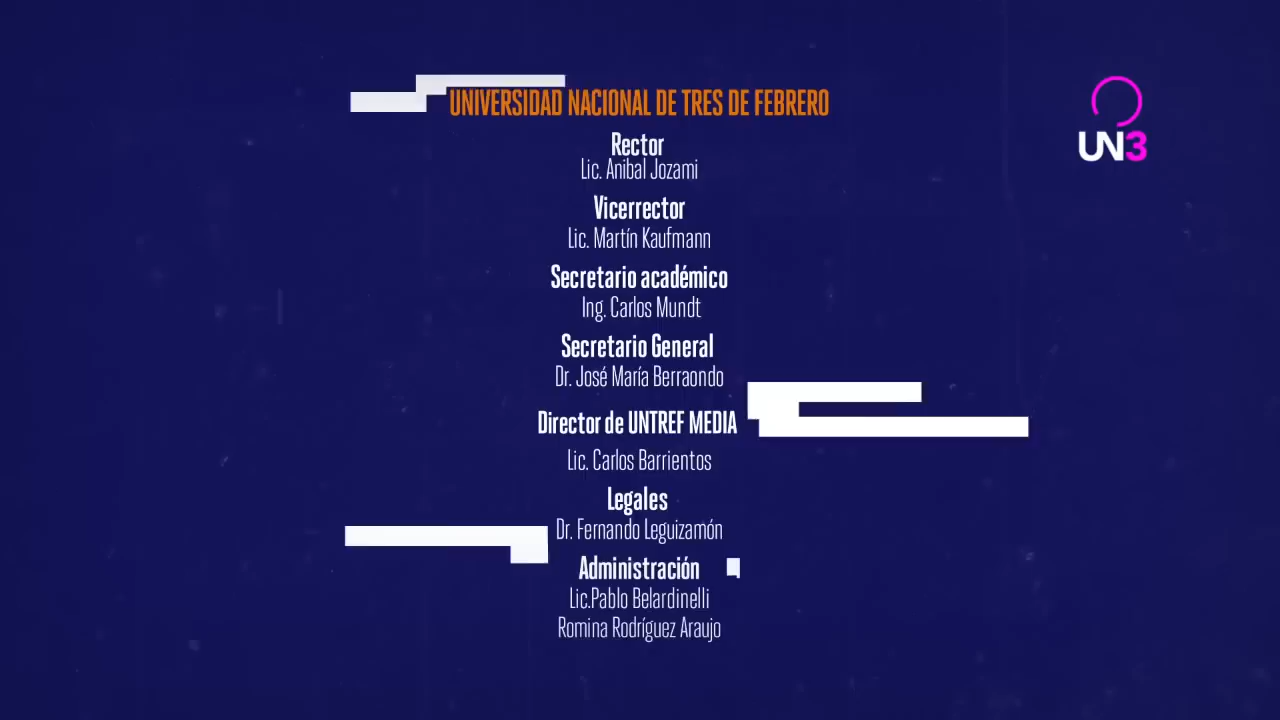 UNIVERSIDAD NACIONAL DE TRES DE FEBRERO
UN3
Rector
Lic. Anibal Jozami
Vicerrector
Lic. Martín Kaufmann
Secretario académico
Ing. Carlos Mundt
Secretario General
Dr. José María Berraondo
Director de UNTREF MEDIA
Lic. Carlos Barrientos
Legales
Dr. Fernando Leguizamón
Administración
Lic.Pablo Belardinelli
Romina Rodríguez Araujo